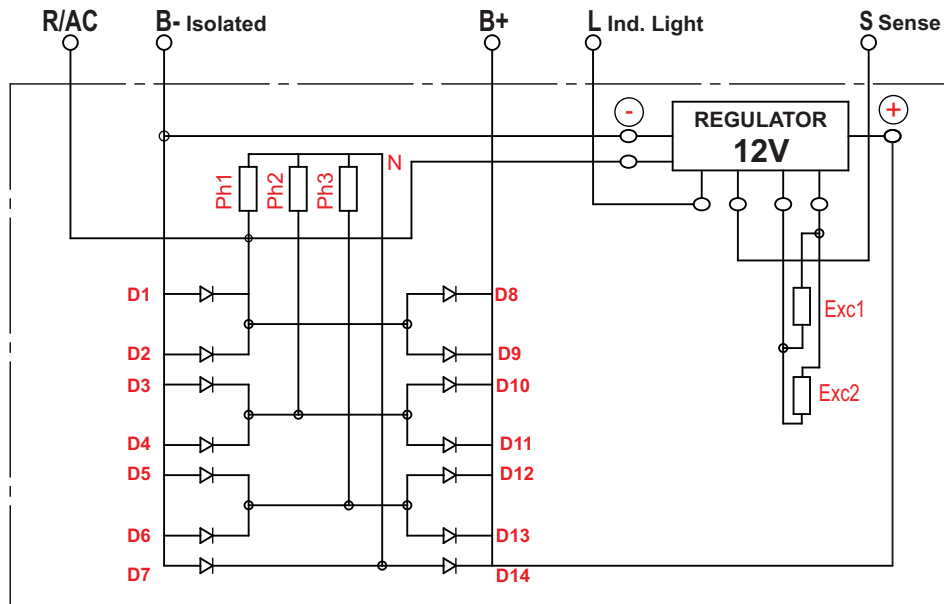 R/AC
B- Isolated
B+
L Ind. Light
S Sense
-
+
REGULATOR
12V
N
Ph1
Ph2
Ph3
D1
D8
Exc1
D2
D9
D3
D10
Exc2
D4
D11
D5
D12
D6
D13
D7
D14